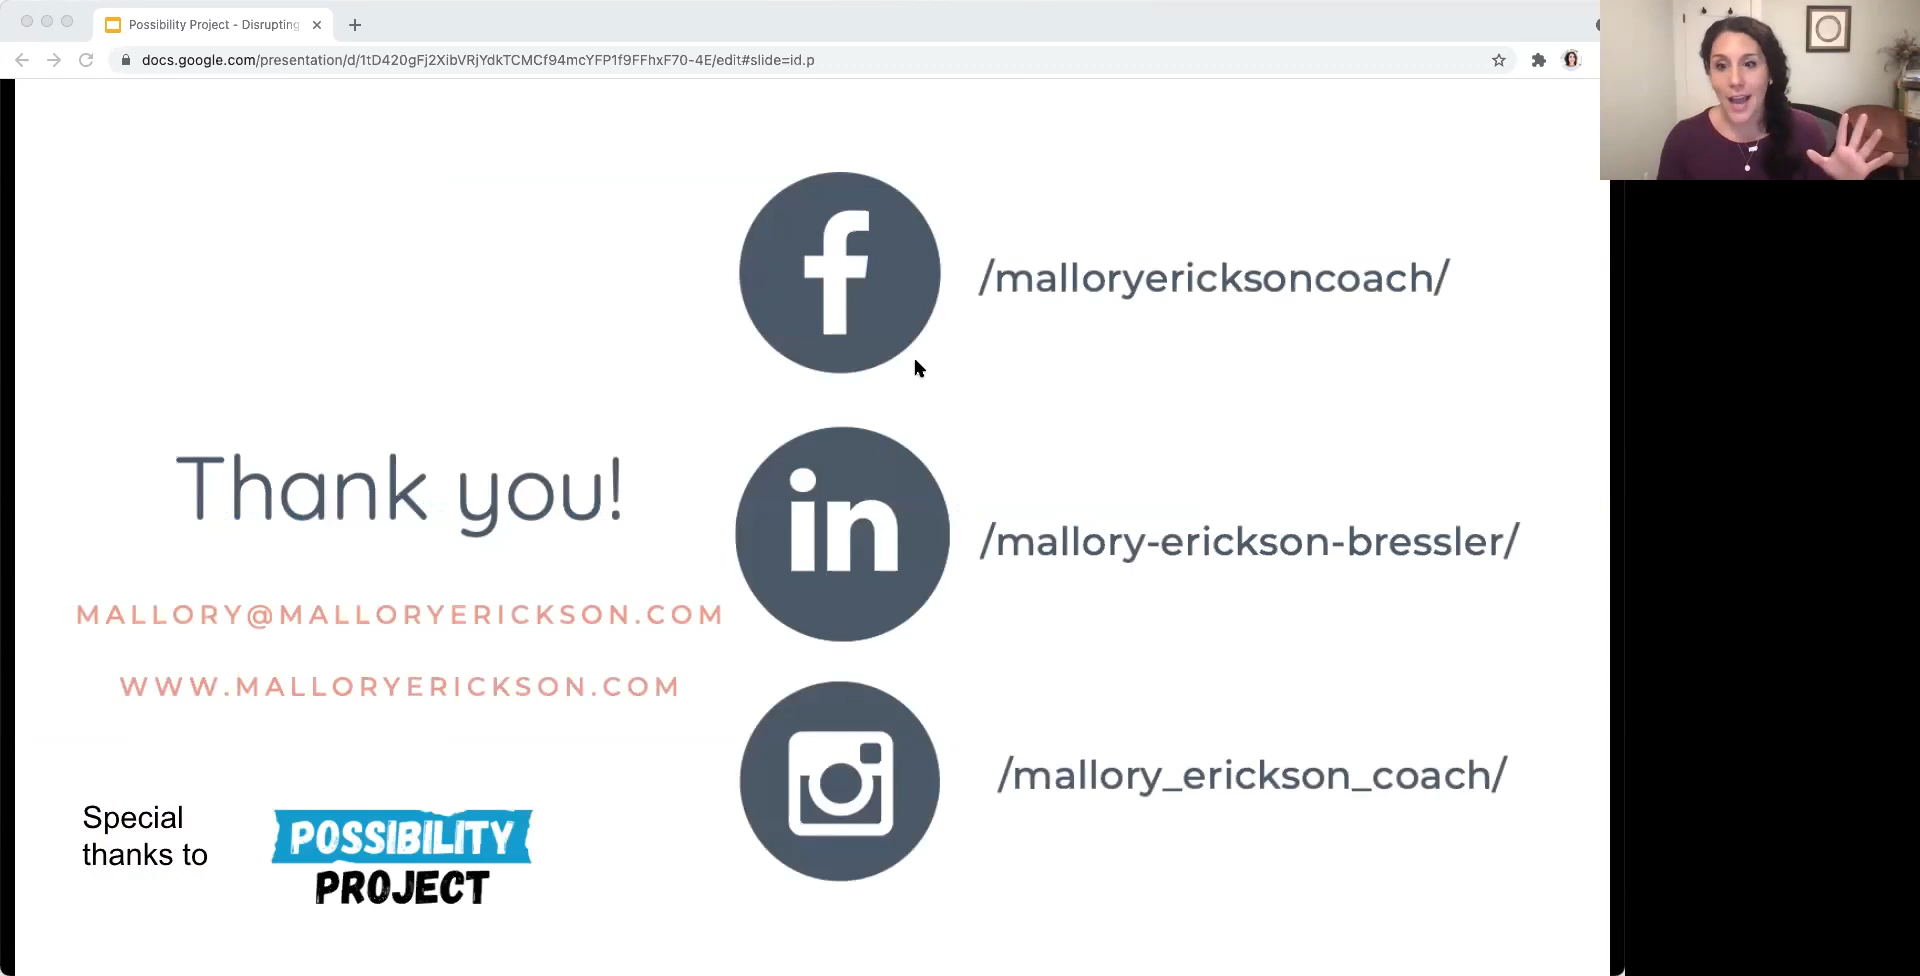 Possibility Project - Disrupting
docs.google.com/presentation/d/1tD420gFj2XibVRjYdkTCMCf94mcYFP1f9FFhxF70-4E/edit#slide=id.p
f
/malloryericksoncoach/
Thank you!
in
/mallory-erickson-bressler/
MALLORY@MALLORYERICKSON.COM
WWW.MALLORYERICKSON.COM
/mallory_erickson_coach/
Special
thanks to
POSSIBILITY
PROJECT